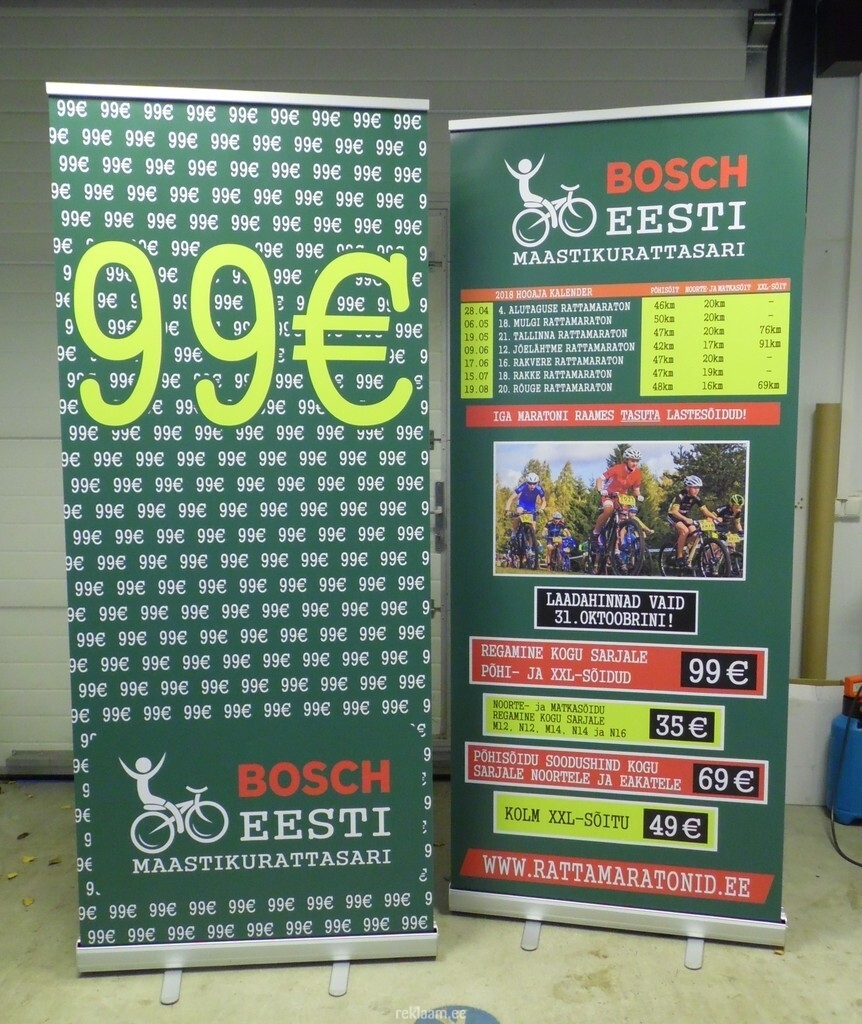 99€
BOSCH
EESTI
MAASTIKURATTASARI
BOSCH
EESTI
MAASTIKURATTASARI
2018 HOOAJA KALENDER PÕHISÕIT NOORTE- JA MATKASÕIT XXL-SÕIT
28.04 4. ALUTAGUSE RATTAMARATON 46km 20km -
06.05 18. MULGI RATTAMARATON 50km 20km -
19.05 21. TALLINNA RATTAMARATON 47km 20km 76km
09.06 12. JÕELÄHTME RATTAMARATON 42km 17km 91km
17.06 16. RAKVERE RATTAMARATON 47km 20km -
15.07 18. RAKKE RATTAMARATON 47km 19km -
19.08 20. RÕUGE RATTAMARATON 48km 16km 69km
IGA MARATONI RAAMES TASUTA LASTESÕIDUD!
LAADAHINNAD VAID
31.OKTOOBRINI!
REGAMINE KOGU SARJALE
PÕHI- JA XXL-SÕIDUD 99€
NOORTE- ja MATKASÕIDU
REGAMINE KOGU SARJALE
M12, N12, M14, N14 ja N16 35€
PÕHISÕIDU SOODUSHIND KOGU
SARJALE NOORTELE JA EAKATELE 69€
KOLM XXL-SÕITU 49€
WWW.RATTAMARATONID.EE
reklaam.ee